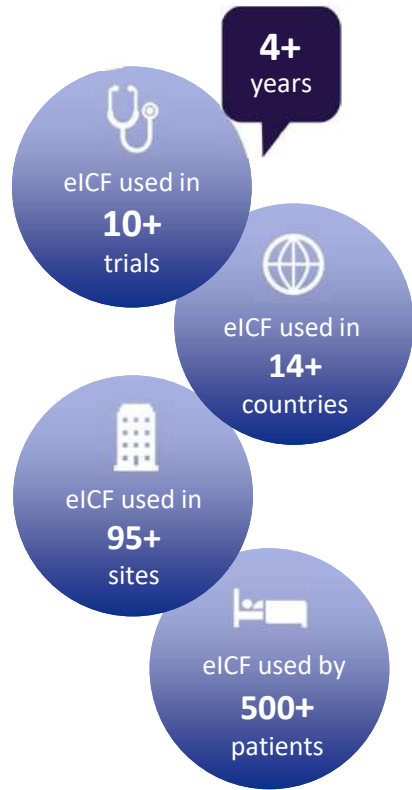 4+
years
eICF used in
10+
trials
eICF used in
14+
countries
eICF used in
95+
sites
eICF used by
500+
patients